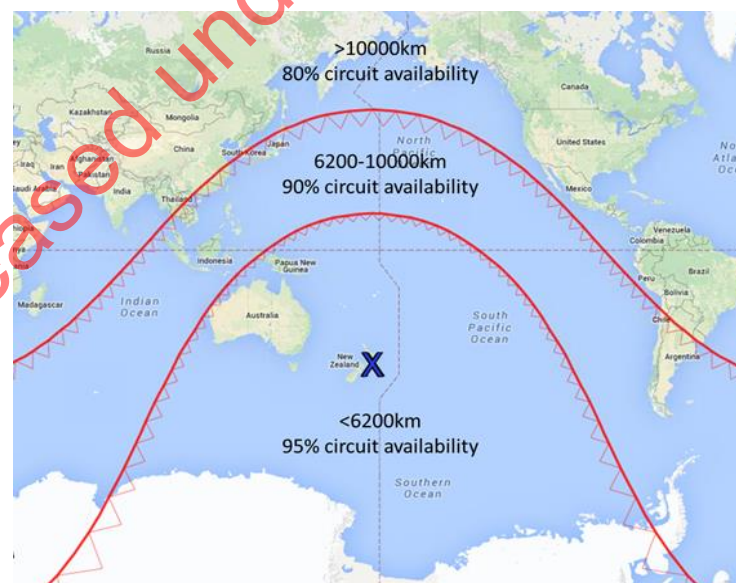 >10000km
80% circuit availability
Russia
Canada
Kazakhstan
Mongolia
North
Pacific
United States
China
South Korea
Japan
Afghanistan
Pakistan
Iraq
Iran
6200-10000km
90% circuit availability
Saudi Arabia
India
Thailand
Mexico
Venezuela
Colombia
Indonesia
Papua New
Guinea
Peru
Brazil
Bolivia
Madagascar
Indian
Ocean
Australia
South
Pacific
Ocean
Chile
Argentina
New
Zealand
X
<6200km
95% circuit availability
Southern
Ocean
eased und